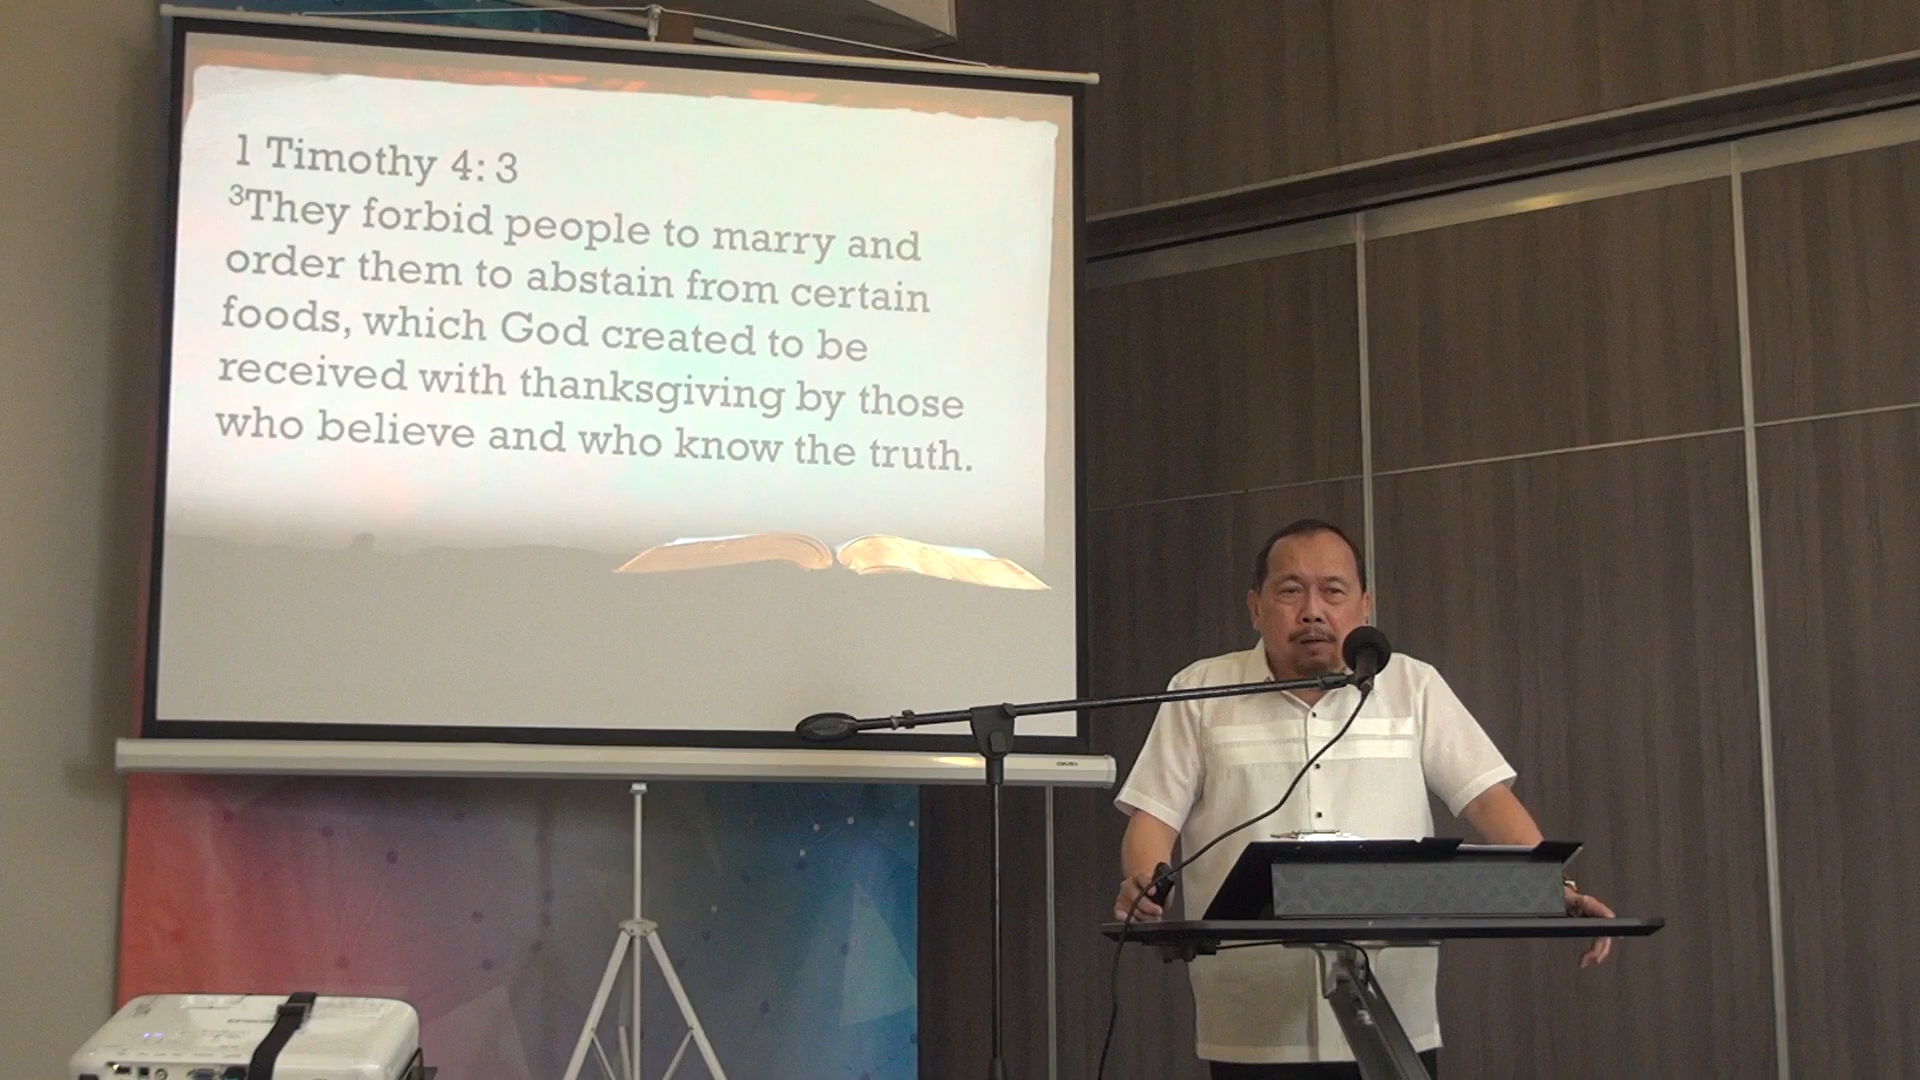 1 Timothy 4: 3
³They forbid people to marry and
order them to abstain from certain
foods, which God created to be
received with thanksgiving by those
who believe and who know the truth.